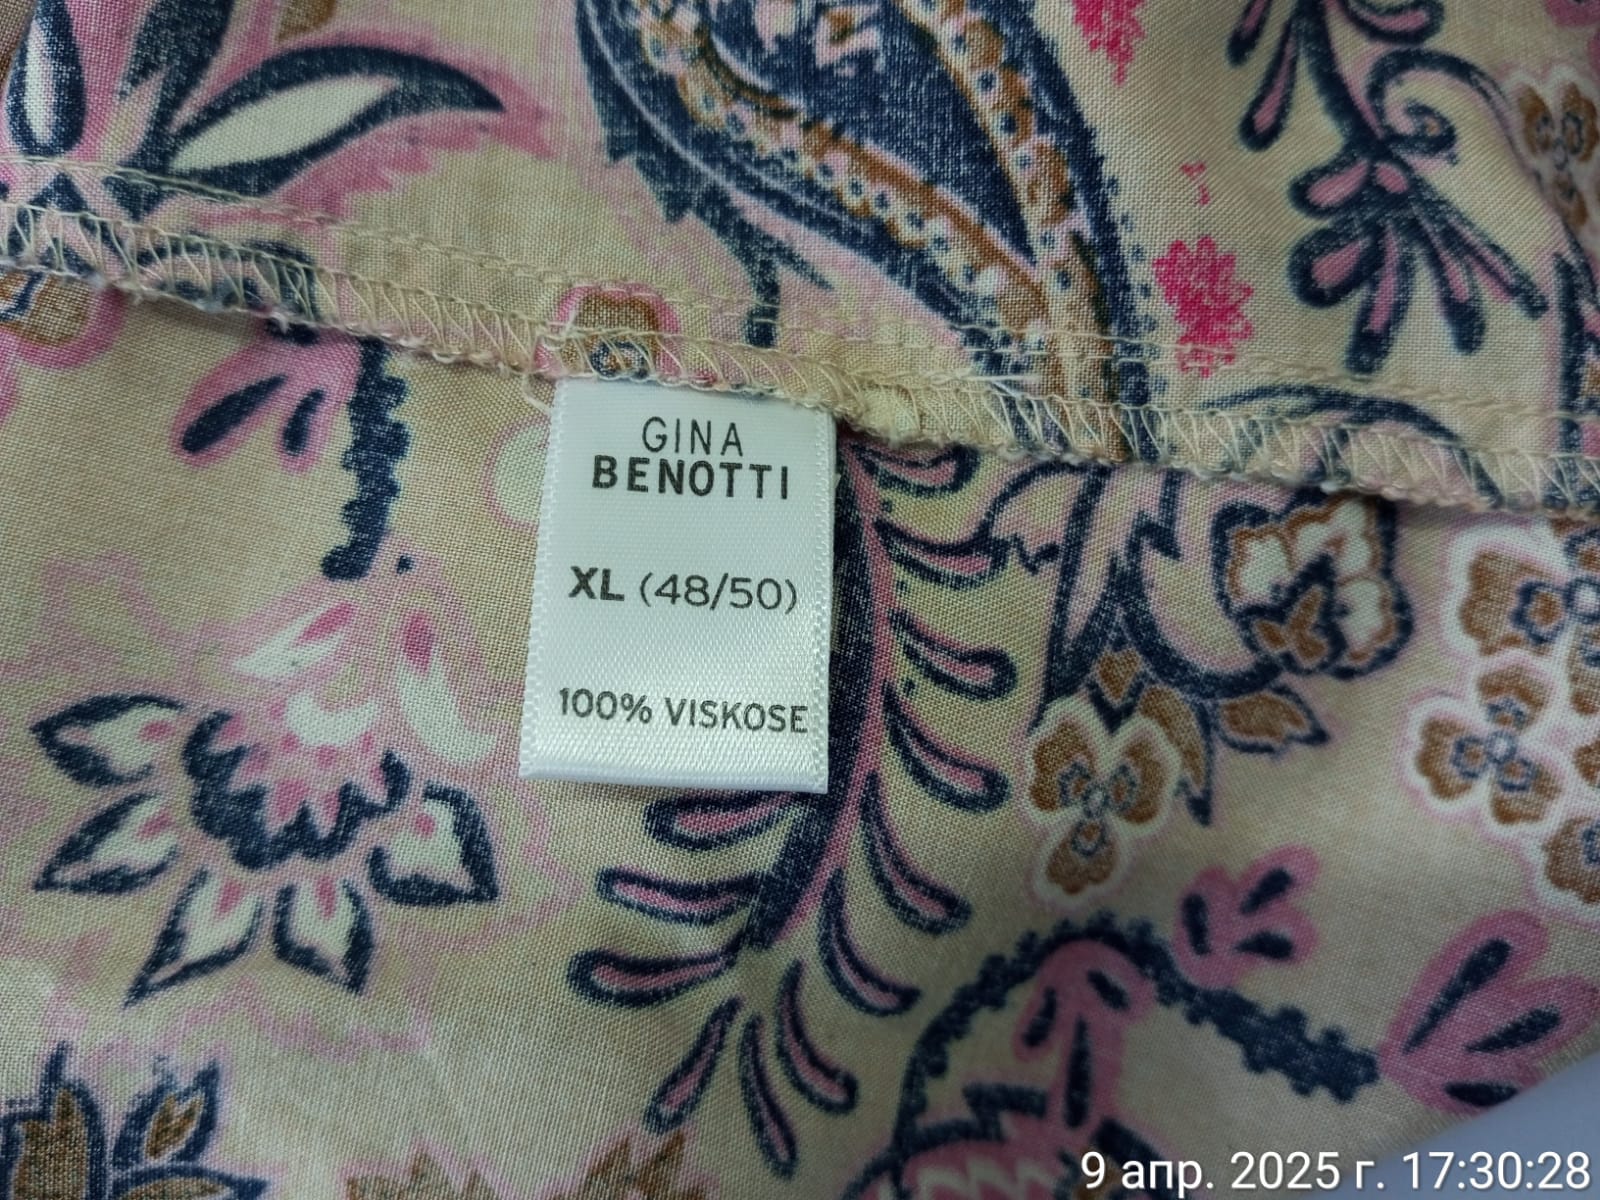 GINA
BENOTTI
XL (48/50)
100% VISKOSE
9 апр. 2025 г. 17:30:28